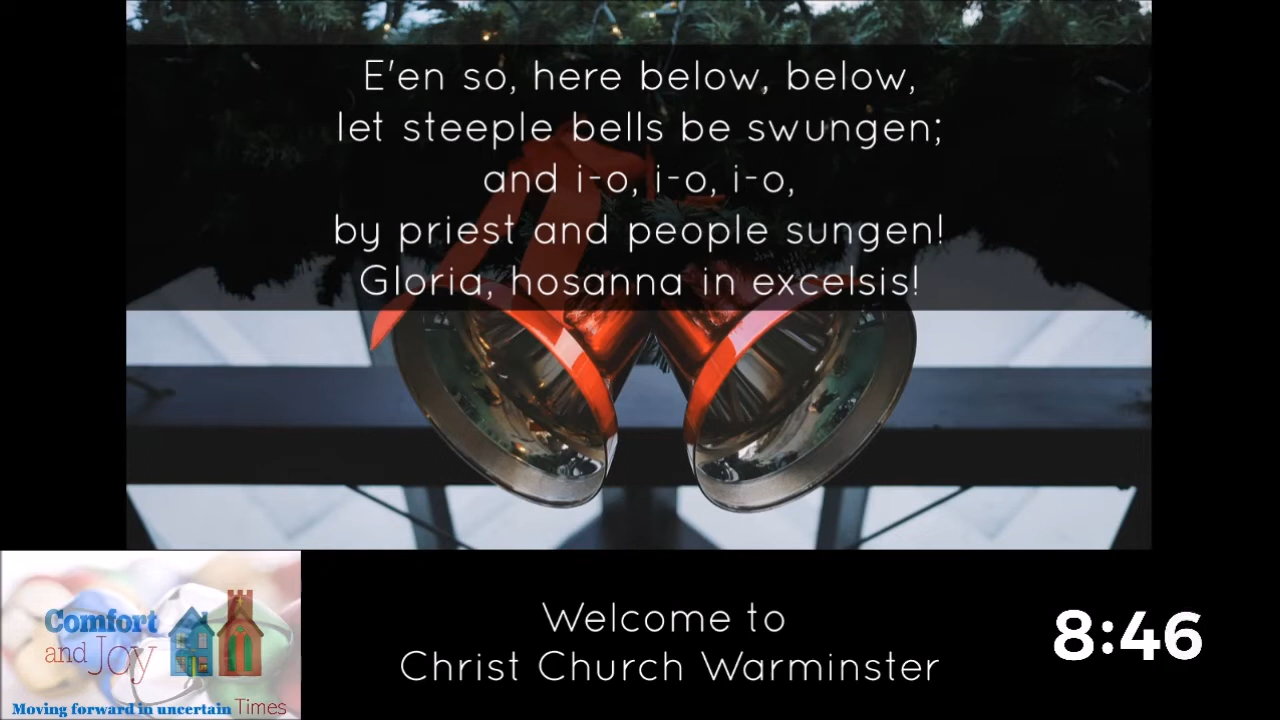 E'en so, here below, below,
let steeple bells be swungen;
and i-o, i-o, i-o,
by priest and people sungen!
Gloria, hosanna in excelsis!
Comfort
and Joy
Moving forward in uncertain Times
Welcome to
Christ Church Warminster
8:46